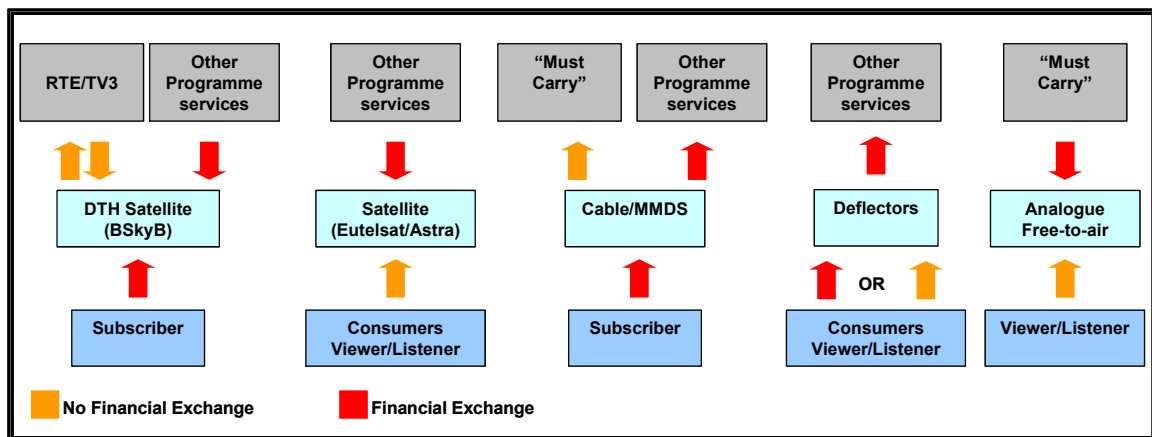 RTE/TV3
Other
Programme
services
Other
Programme
services
“Must
Carry”
Other
Programme
services
Other
Programme
services
“Must
Carry”
DTH Satellite
(BSkyB)
Satellite
(Eutelsat/Astra)
Cable/MMDS
Deflectors
Analogue
Free-to-air
OR
Subscriber
Consumers
Viewer/Listener
Subscriber
Consumers
Viewer/Listener
Viewer/Listener
No Financial Exchange
Financial Exchange